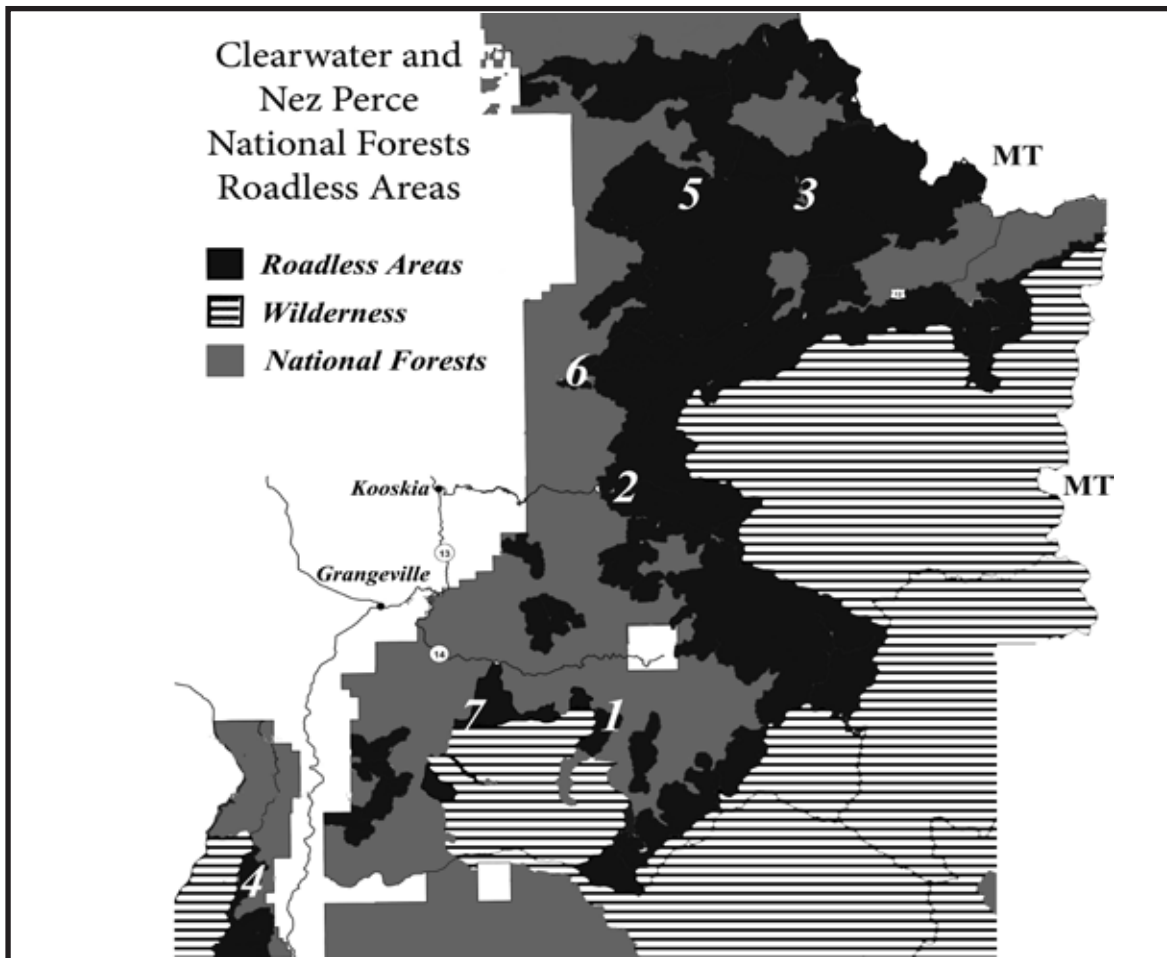 Clearwater and
Nez Perce
National Forests
Roadless Areas
MT
5
3
Roadless Areas
Wilderness
National Forests
6
Kooskia
2
MT
13
Grangeville
14
7
1
4